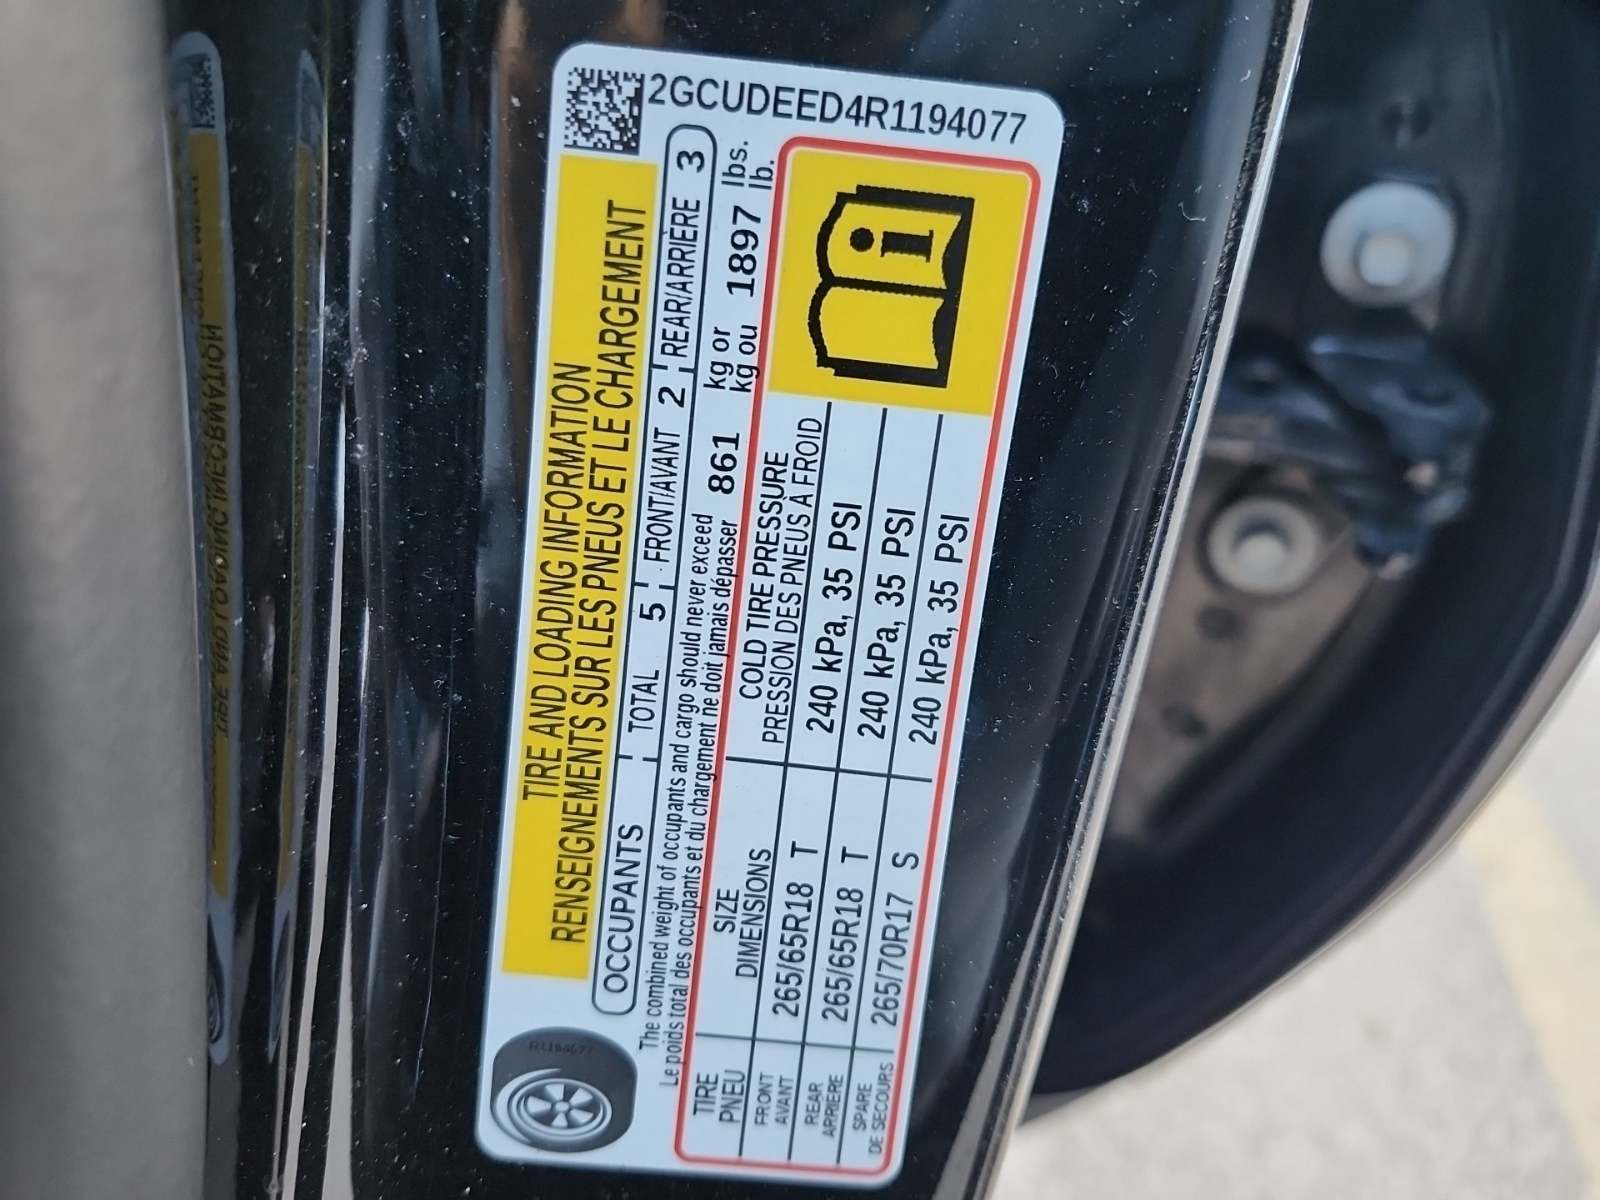 2GCUDEED4R1194077
TIRE AND LOADING INFORMATION
RENSEIGNEMENTS SUR LES PNEUS ET LE CHARGEMENT
OCCUPANTS TOTAL 5 FRONT/AVANT 2 REAR/ARRIÈRE 3
The combined weight of occupants and cargo should never exceed 861 kg or 1897 lbs.
Le poids total des occupants et du chargement ne doit jamais dépasser kg ou lb.
TIRE SIZE COLD TIRE PRESSURE
PNEU DIMENSIONS PRESSION DES PNEUS À FROID
FRONT
AVANT 265/65R18 T 240 kPa, 35 PSI
REAR
ARRIÈRE 265/65R18 T 240 kPa, 35 PSI
SPARE
DE SECOURS 265/70R17 S 240 kPa, 35 PSI
i
R1194077